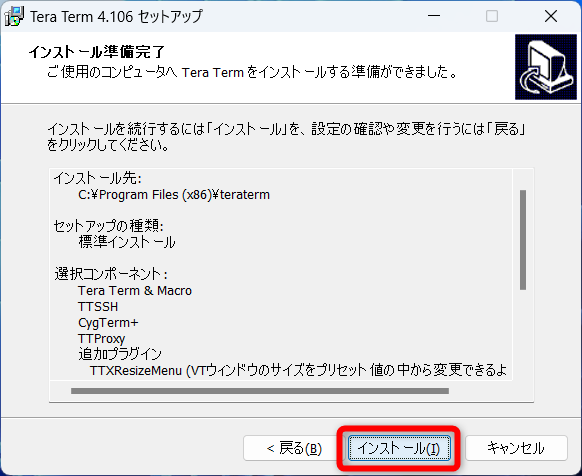 Tera Term 4.106 セットアップ
インストール準備完了
ご使用のコンピュータへ Tera Term をインストールする準備ができました。
インストールを続行するには「インストール」を、設定の確認や変更を行うには「戻る」
をクリックしてください。
インストール先:
C:¥Program Files (x86)¥teraterm
セットアップの種類:
標準インストール
選択コンポーネント:
Tera Term & Macro
TTSSH
CygTerm+
TTProxy
追加プラグイン
TTXResizeMenu (VTウィンドウのサイズをプリセット値の中から変更できるよ
< 戻る(B)
インストール(I)
キャンセル